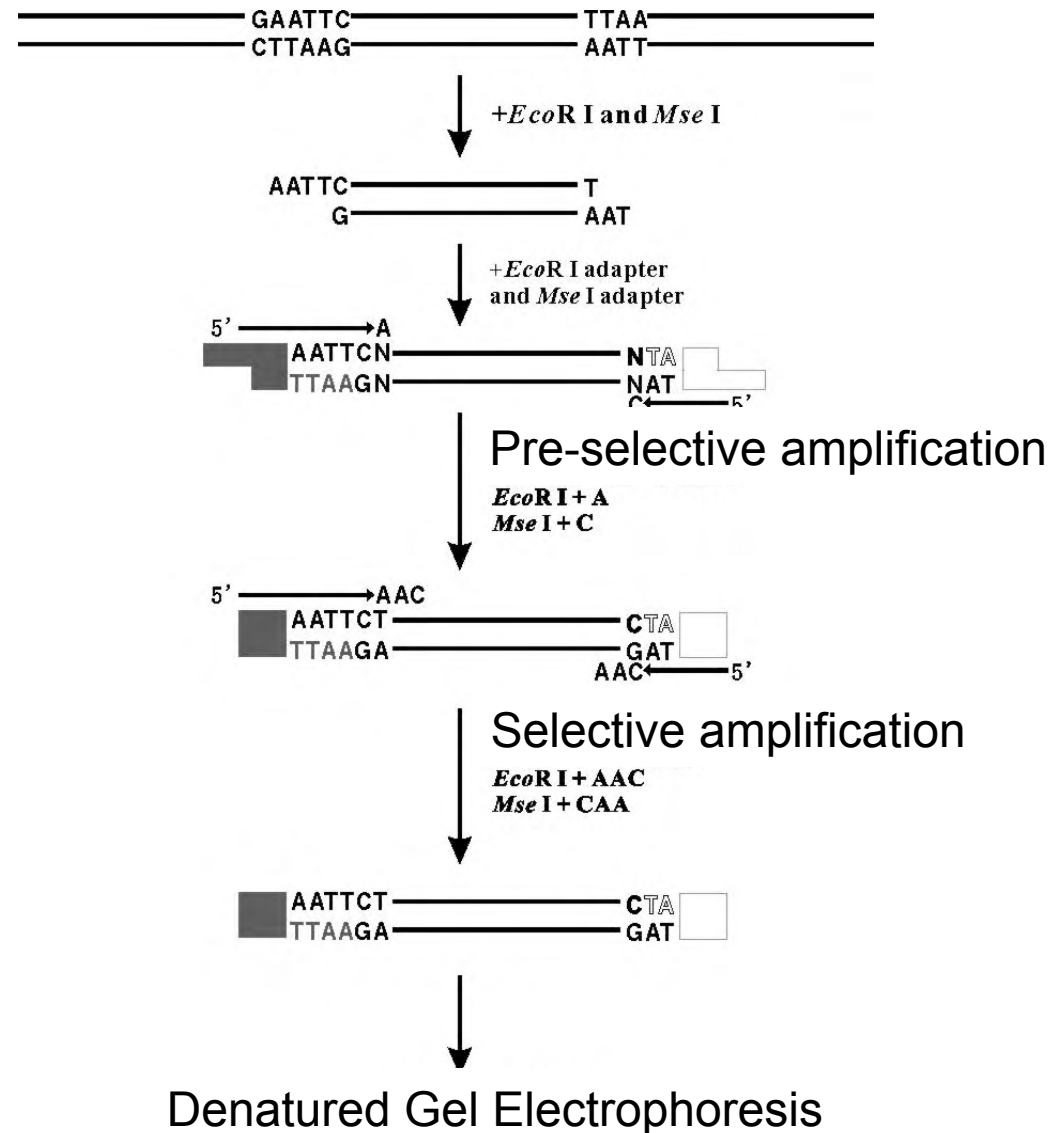 GAATTC TTAA
CTTAAG AATT
+EcoR I and Mse I
AATTC T
G AAT
+EcoR I adapter
and Mse I adapter
5' A
AATTCN NTA
TTAAGN NAT
C 5'
Pre-selective amplification
EcoR I + A
Mse I + C
5' AAC
AATTCT CTA
TTAAGA GAT
AAC 5'
Selective amplification
EcoR I + AAC
Mse I + CAA
AATTCT CTA
TTAAGA GAT
Denatured Gel Electrophoresis